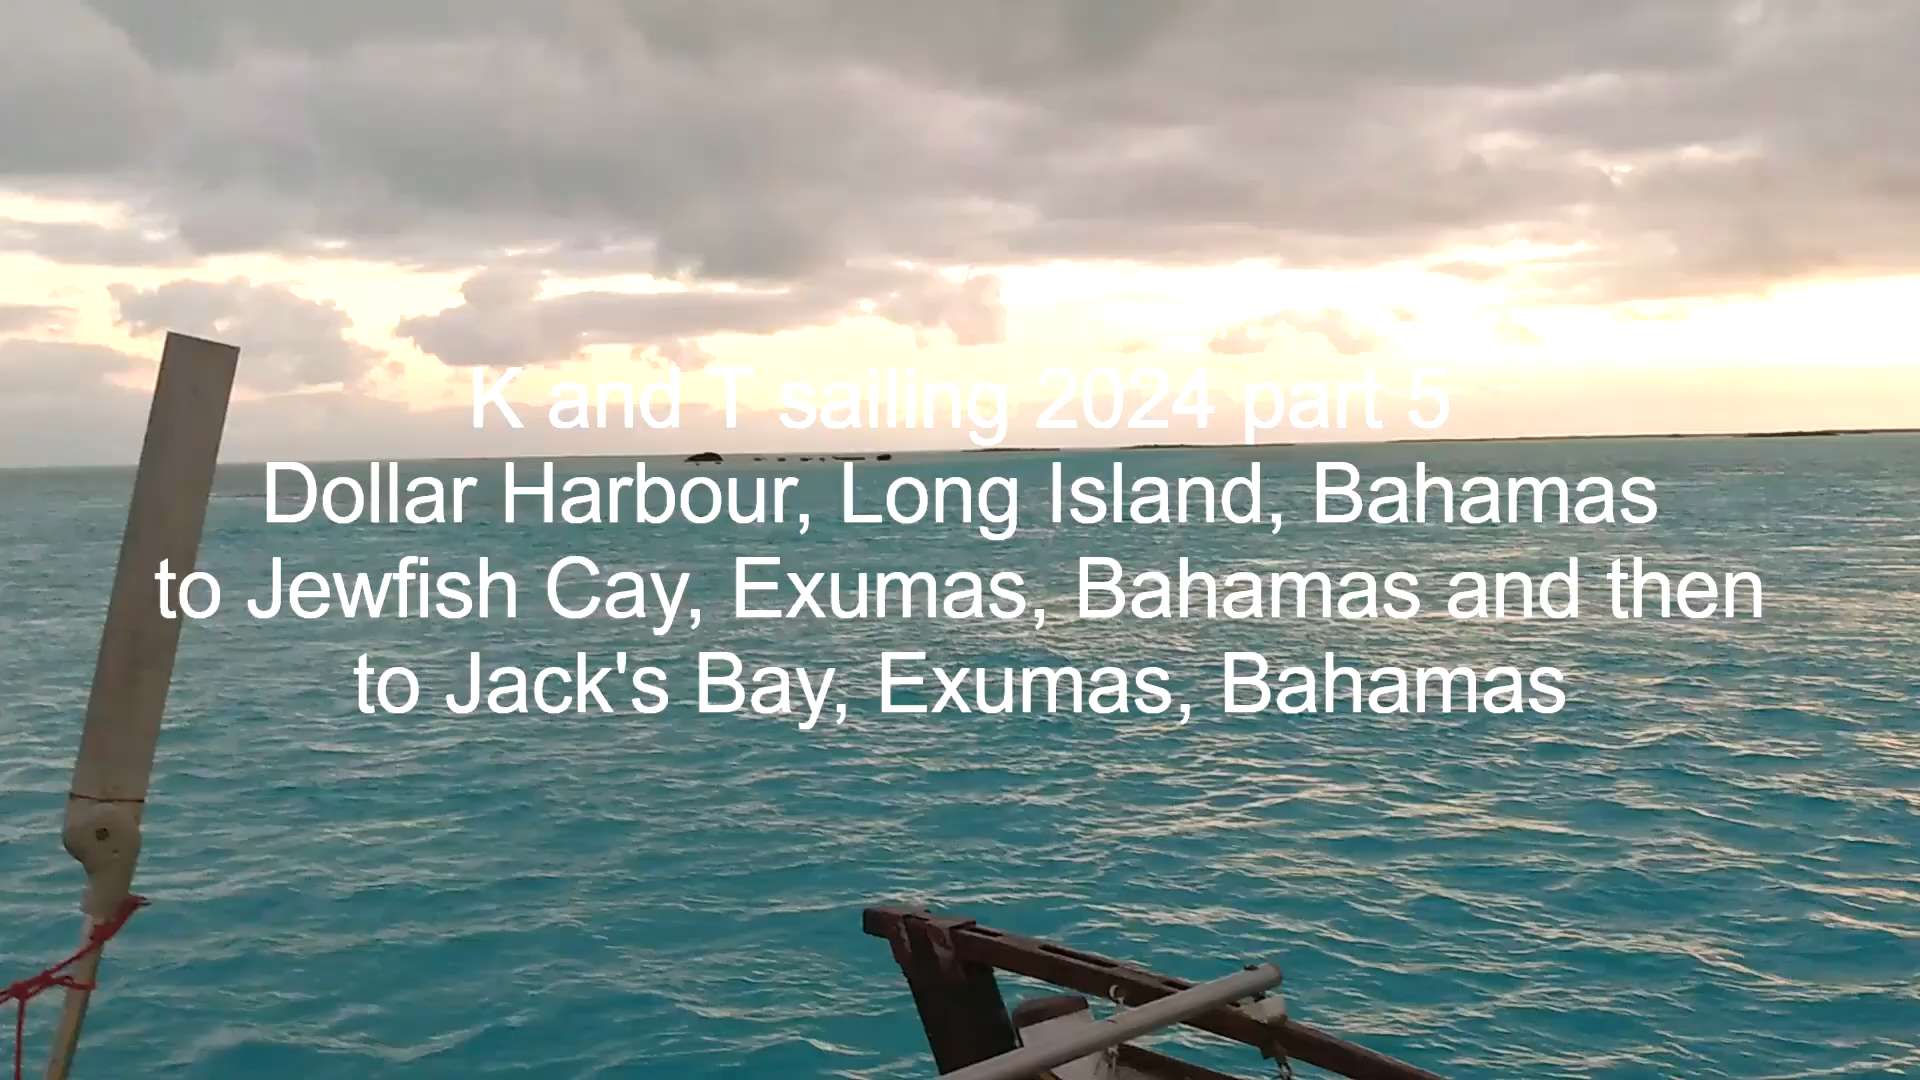 K and T sailing 2024 part 5
Dollar Harbour, Long Island, Bahamas
to Jewfish Cay, Exumas, Bahamas and then
to Jack's Bay, Exumas, Bahamas